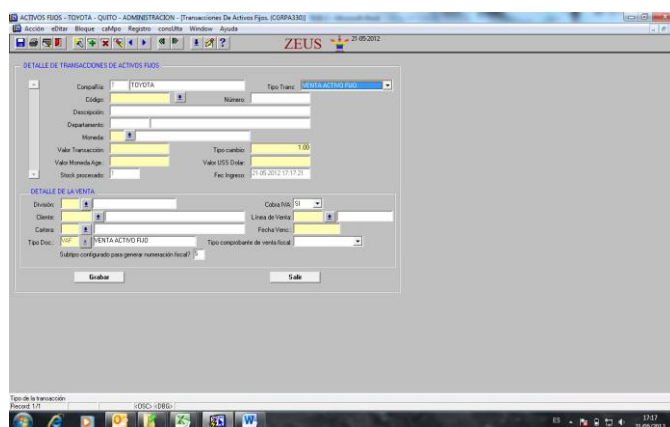 ACTIVOS FIJOS - TOYOTA - QUITO - ADMINISTRACION - [Transacciones De Activos Fijos. (CGRPA330)]
Acción eDitar Bloque caMpo Registro consUlta Window Ayuda
ZEUS 21-05-2012
DETALLE DE TRANSACCIONES DE ACTIVOS FIJOS
Compañía: 1 TOYOTA Tipo Trans: VENTA ACTIVO FIJO
Código: Número:
Descripción:
Departamento:
Moneda:
Valor Transacción: Tipo cambio: 1.00
Valor Moneda Age.: Valor US$ Dolar:
Stock procesado: 1 Fec Ingreso: 21-05-2012 17:17:21
DETALLE DE LA VENTA
División: Cobra IVA: SI
Cliente: Línea de Venta:
Cartera: Fecha Venc.:
Tipo Doc.: VAF VENTA ACTIVO FIJO Tipo comprobante de venta fiscal
Subtipo configurado para generar numeración fiscal? S
Grabar Salir
Tipo de la transacción
Record: 1/1 <OSC> <DBG>
ES 17:17
21/05/2012